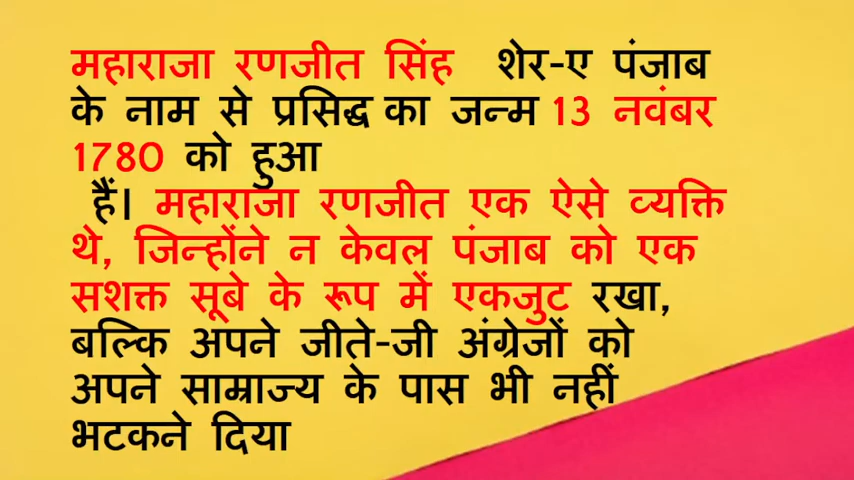 महाराजा रणजीत सिंह शेर-ए पंजाब
के नाम से प्रसिद्ध का जन्म 13 नवंबर
1780 को हुआ
हैं। महाराजा रणजीत एक ऐसे व्यक्ति
थे, जिन्होंने न केवल पंजाब को एक
सशक्त सूबे के रूप में एकजुट रखा,
बल्कि अपने जीते-जी अंग्रेजों को
अपने साम्राज्य के पास भी नहीं
भटकने दिया